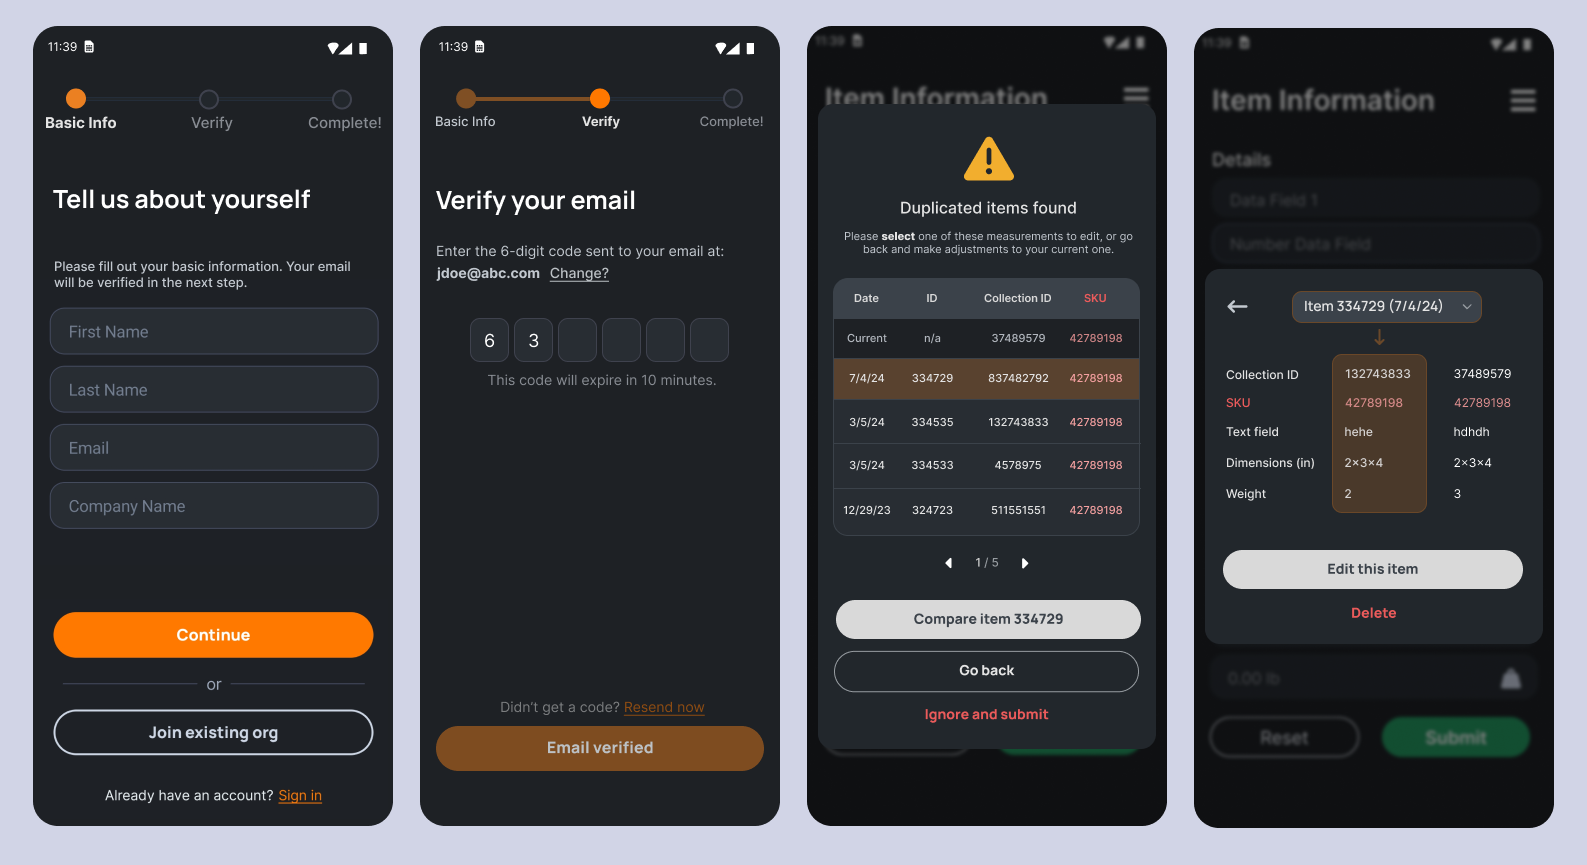 11:39
Basic Info
Verify
Complete!
Tell us about yourself
Please fill out your basic information. Your email
will be verified in the next step.
First Name
Last Name
Email
Company Name
Continue
or
Join existing org
Already have an account? Sign in
11:39
Basic Info
Verify
Complete!
Verify your email
Enter the 6-digit code sent to your email at:
jdoe@abc.com Change?
6 3
This code will expire in 10 minutes.
Didn't get a code? Resend now
Email verified
11:39
Item Information
Duplicated items found
Please select one of these measurements to edit, or go
back and make adjustments to your current one.
Date ID Collection ID SKU
Current n/a 37489579 42789198
7/4/24 334729 837482792 42789198
3/5/24 334535 132743833 42789198
3/5/24 334533 4578975 42789198
12/29/23 324723 511551551 42789198
1 / 5
Compare item 334729
Go back
Ignore and submit
11:39
Item Information
Details
Data Field 1
Number Data Field
Item 334729 (7/4/24)
Collection ID 132743833 37489579
SKU 42789198 42789198
Text field hehe hdhdh
Dimensions (in) 2×3×4 2×3×4
Weight 2 3
Edit this item
Delete
0.00 lb
Reset
Submit